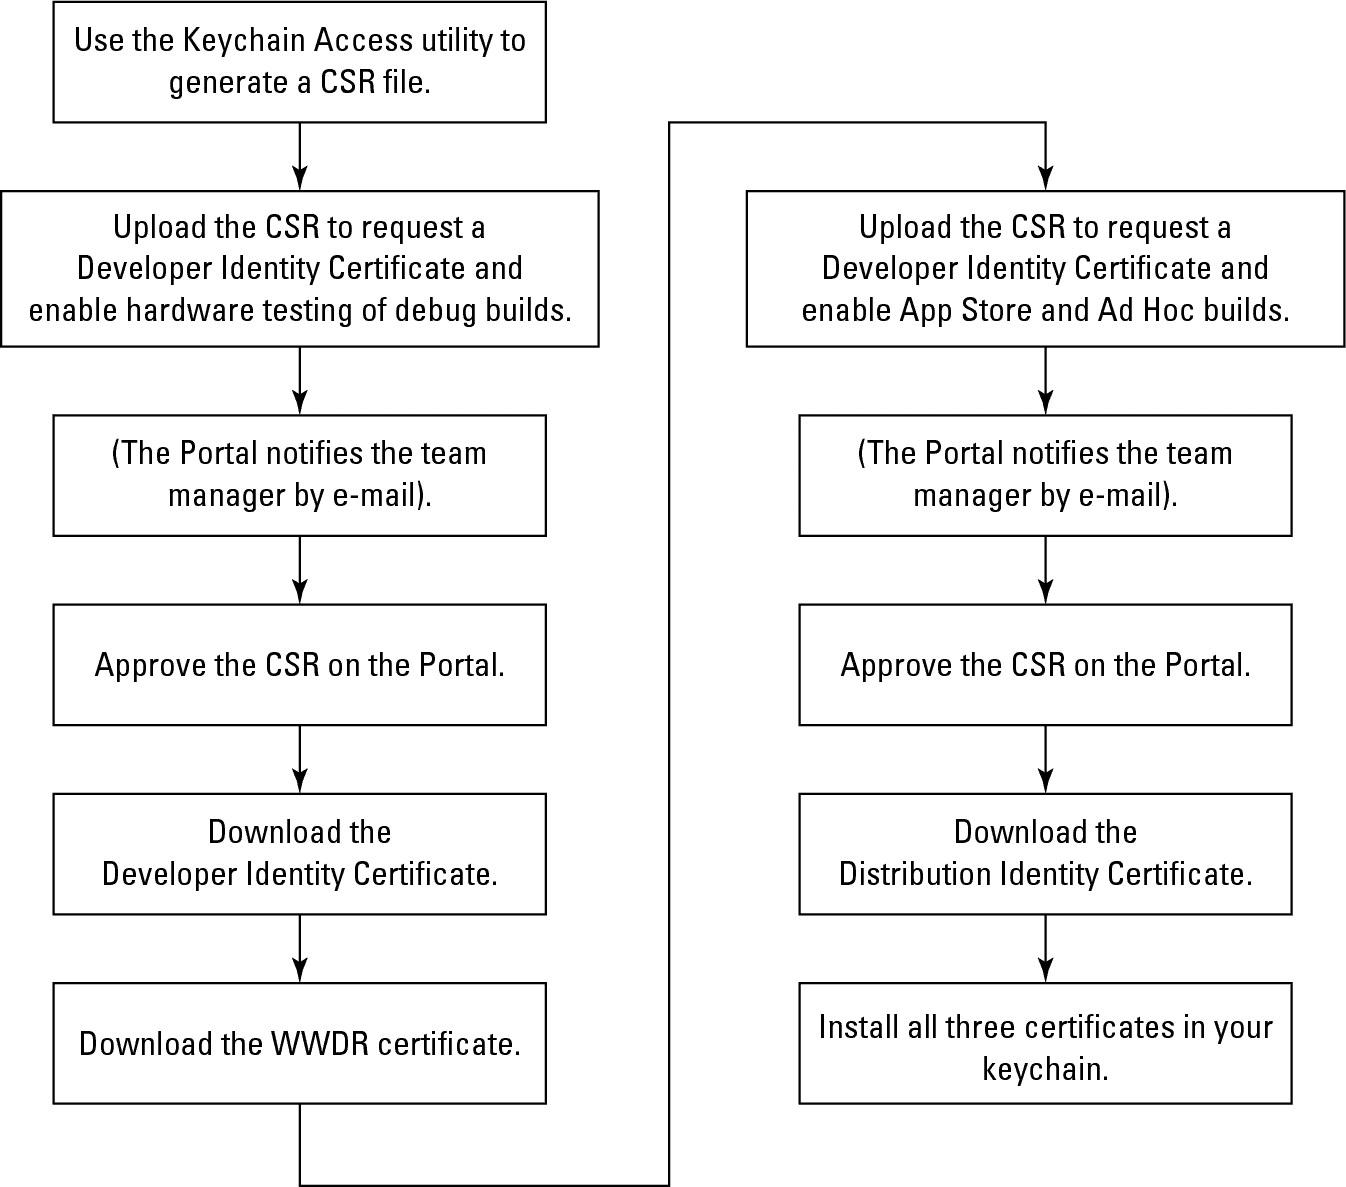 Use the Keychain Access utility to
generate a CSR file.
Upload the CSR to request a
Developer Identity Certificate and
enable hardware testing of debug builds.
(The Portal notifies the team
manager by e-mail).
Approve the CSR on the Portal.
Download the
Developer Identity Certificate.
Download the WWDR certificate.
Upload the CSR to request a
Developer Identity Certificate and
enable App Store and Ad Hoc builds.
(The Portal notifies the team
manager by e-mail).
Approve the CSR on the Portal.
Download the
Distribution Identity Certificate.
Install all three certificates in your
keychain.